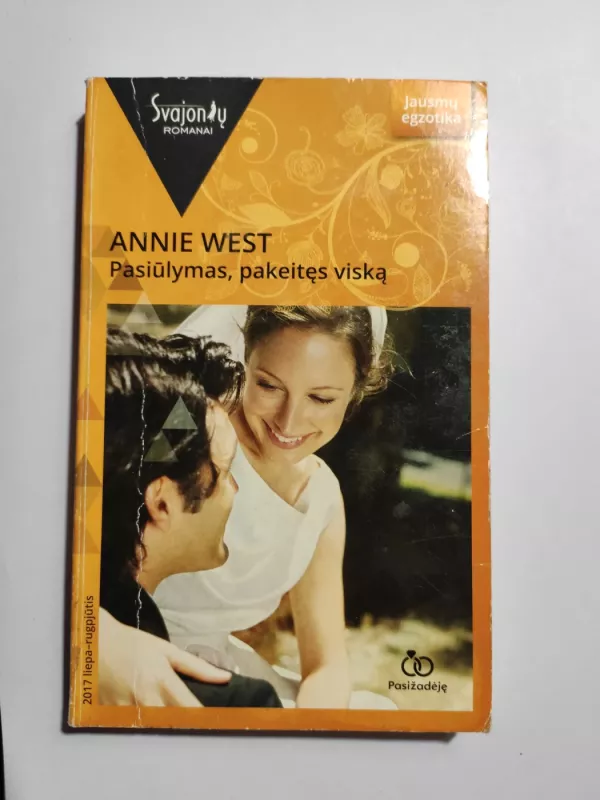 Svajonių
ROMANAI
Jausmų
egzotika
ANNIE WEST
Pasiūlymas, pakeitęs viską
2017 liepa–rugpjūtis
Pasižadėję